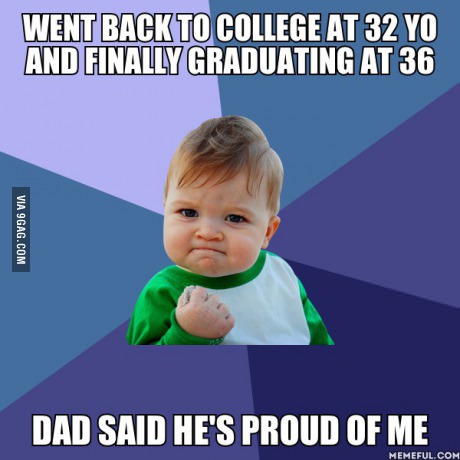 WENT BACK TO COLLEGE AT 32 YO
AND FINALLY GRADUATING AT 36
VIA 9GAG.COM
DAD SAID HE'S PROUD OF ME
MEMEFUL.COM